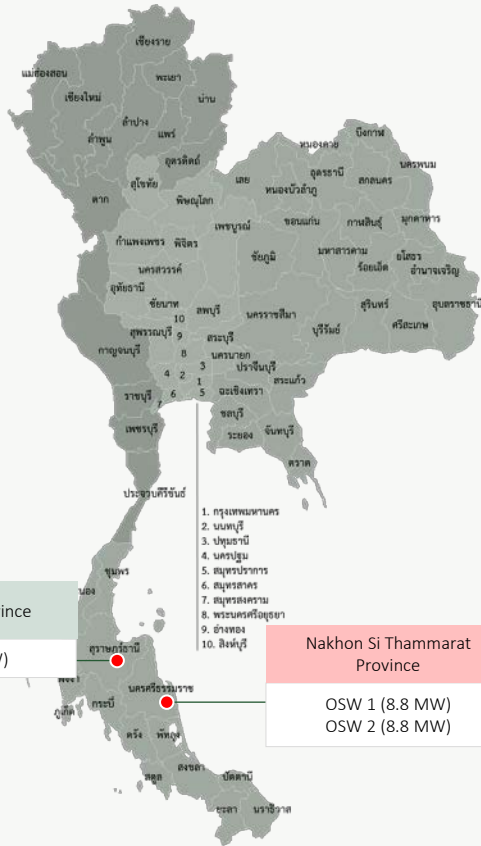 เชียงราย
แม่ฮ่องสอน
พะเยา
เชียงใหม่
น่าน
ลำปาง
แพร่
ลำพูน
อุตรดิตถ์
ตาก
สุโขทัย
พิษณุโลก
เลย
หนองคาย
บึงกาฬ
อุดรธานี
นครพนม
สกลนคร
หนองบัวลำภู
เพชรบูรณ์
ขอนแก่น
กาฬสินธุ์
มุกดาหาร
กำแพงเพชร
พิจิตร
ชัยภูมิ
มหาสารคาม
ร้อยเอ็ด
ยโสธร
อำนาจเจริญ
นครสวรรค์
อุทัยธานี
ชัยนาท
ลพบุรี
นครราชสีมา
บุรีรัมย์
สุรินทร์
ศรีสะเกษ
อุบลราชธานี
10
สุพรรณบุรี
9
สระบุรี
กาญจนบุรี
8
นครนายก
3
ปราจีนบุรี
4
2
1
สระแก้ว
ราชบุรี
6
5
ฉะเชิงเทรา
7
ชลบุรี
เพชรบุรี
ระยอง
จันทบุรี
ตราด
ประจวบคีรีขันธ์
1. กรุงเทพมหานคร
2. นนทบุรี
3. ปทุมธานี
4. นครปฐม
5. สมุทรปราการ
6. สมุทรสาคร
7. สมุทรสงคราม
8. พระนครศรีอยุธยา
9. อ่างทอง
10. สิงห์บุรี
ชุมพร
นอง
ince
)
สุราษฎร์ธานี
นครศรีธรรมราช
กระบี่
ภูเก็ต
ตรัง
พัทลุง
สงขลา
สตูล
ปัตตานี
ยะลา
นราธิวาส
Nakhon Si Thammarat
Province
OSW 1 (8.8 MW)
OSW 2 (8.8 MW)